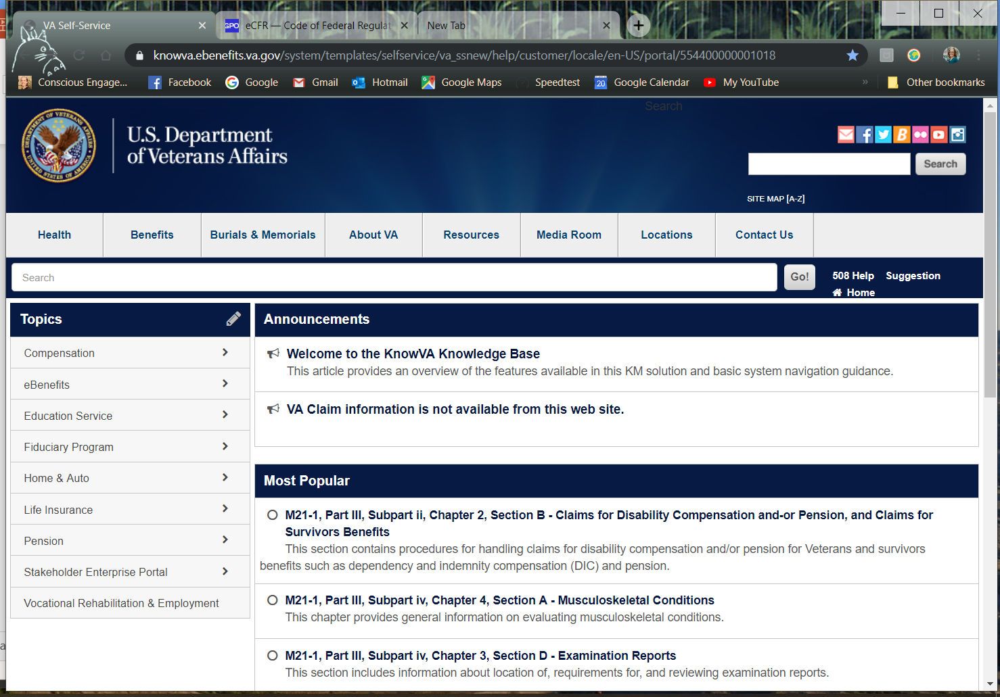 VA Self-Service
GPO eCFR — Code of Federal Regulat
New Tab
knowva.ebenefits.va.gov/system/templates/selfservice/va_ssnew/help/customer/locale/en-US/portal/554400000001018
Conscious Engage... Facebook Google Gmail Hotmail Google Maps Speedtest 20 Google Calendar My YouTube » Other bookmarks
Search
U.S. Department
of Veterans Affairs
DEPARTMENT OF VETERANS AFFAIRS
UNITED STATES OF AMERICA
Search
SITE MAP [A-Z]
Health Benefits Burials & Memorials About VA Resources Media Room Locations Contact Us
Search Go! 508 Help Suggestion
Home
Topics
Compensation
eBenefits
Education Service
Fiduciary Program
Home & Auto
Life Insurance
Pension
Stakeholder Enterprise Portal
Vocational Rehabilitation & Employment
Announcements
Welcome to the KnowVA Knowledge Base
This article provides an overview of the features available in this KM solution and basic system navigation guidance.
VA Claim information is not available from this web site.
Most Popular
M21-1, Part III, Subpart ii, Chapter 2, Section B - Claims for Disability Compensation and-or Pension, and Claims for
Survivors Benefits
This section contains procedures for handling claims for disability compensation and/or pension for Veterans and survivors
benefits such as dependency and indemnity compensation (DIC) and pension.
M21-1, Part III, Subpart iv, Chapter 4, Section A - Musculoskeletal Conditions
This chapter provides general information on evaluating musculoskeletal conditions.
M21-1, Part III, Subpart iv, Chapter 3, Section D - Examination Reports
This section includes information about location of, requirements for, and reviewing examination reports.